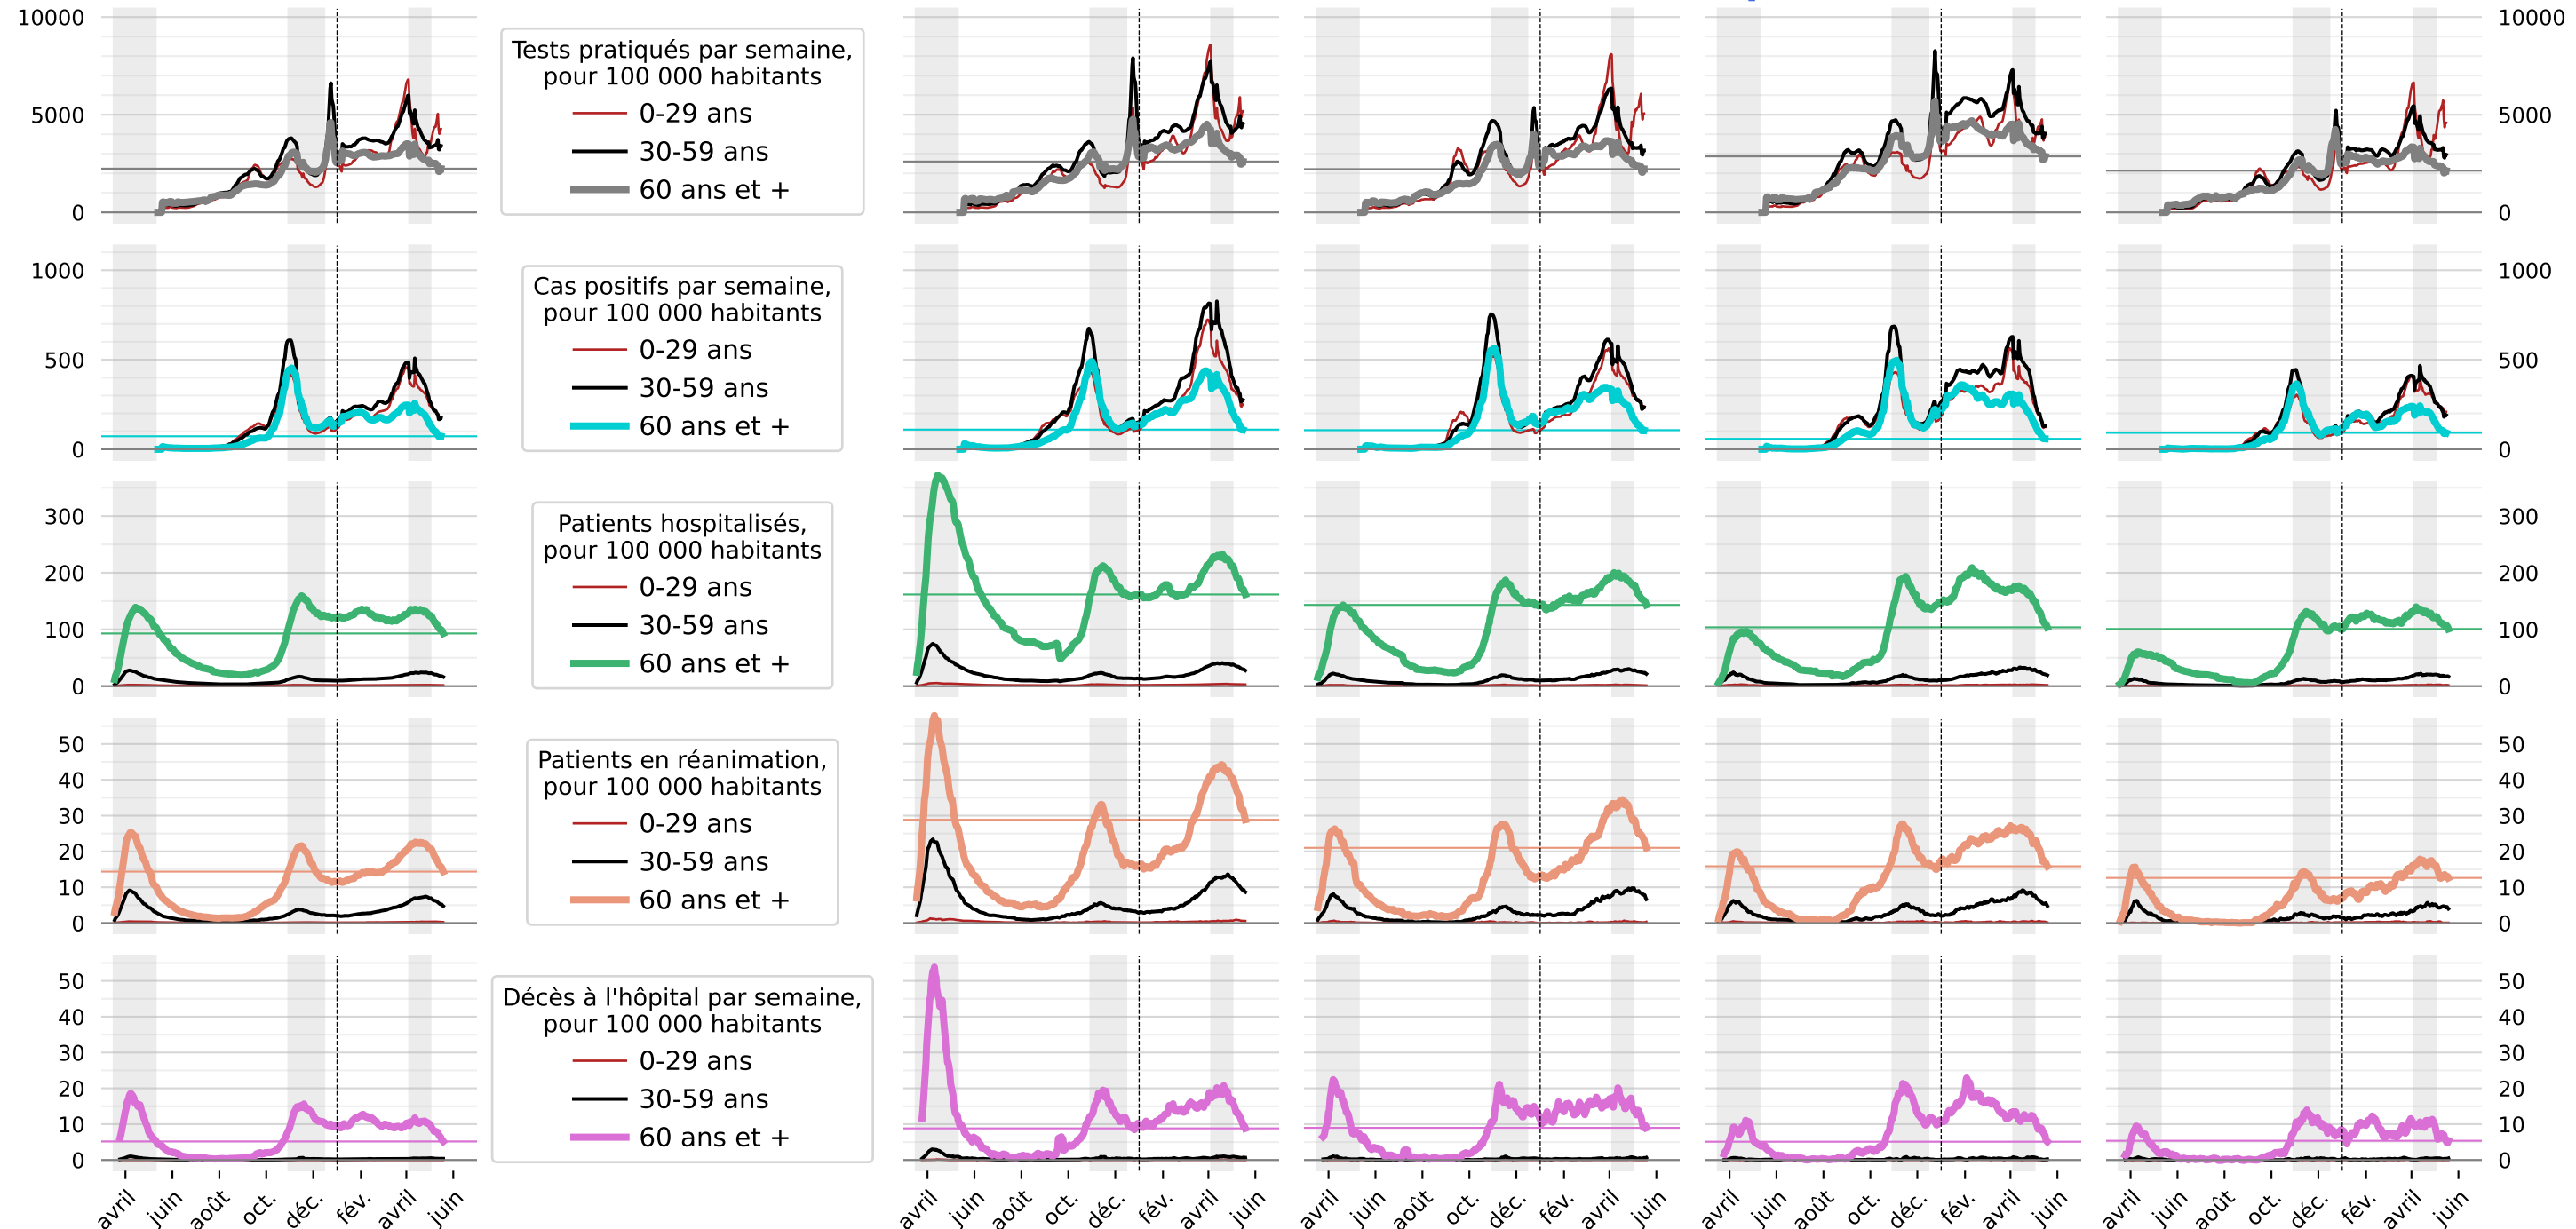 10000
5000
0
Tests pratiqués par semaine,
pour 100 000 habitants
0-29 ans
30-59 ans
60 ans et +
10000
5000
0
1000
500
0
Cas positifs par semaine,
pour 100 000 habitants
0-29 ans
30-59 ans
60 ans et +
1000
500
0
300
200
100
0
Patients hospitalisés,
pour 100 000 habitants
0-29 ans
30-59 ans
60 ans et +
300
200
100
0
50
40
30
20
10
0
Patients en réanimation,
pour 100 000 habitants
0-29 ans
30-59 ans
60 ans et +
50
40
30
20
10
0
50
40
30
20
10
0
Décès à l'hôpital par semaine,
pour 100 000 habitants
0-29 ans
30-59 ans
60 ans et +
50
40
30
20
10
0
avril juin août oct. déc. fév. avril juin
avril juin août oct. déc. fév. avril juin
avril juin août oct. déc. fév. avril juin
avril juin août oct. déc. fév. avril juin
avril juin août oct. déc. fév. avril juin